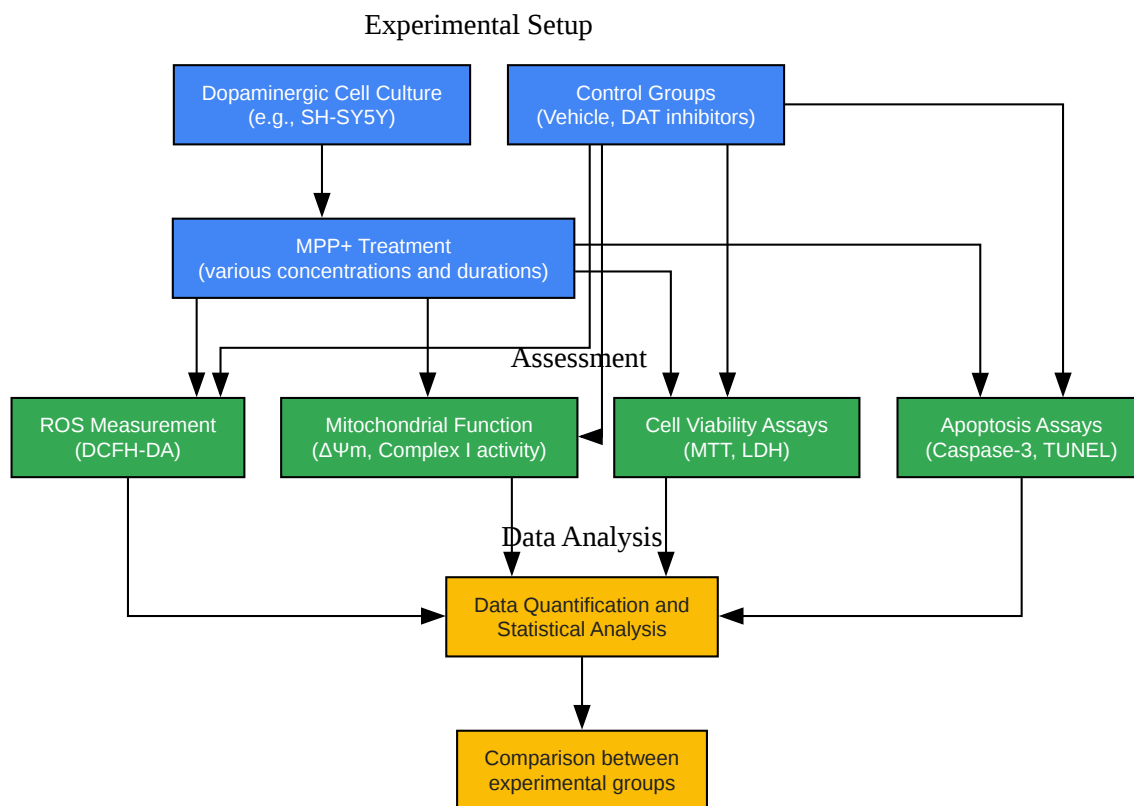 Experimental Setup
Dopaminergic Cell Culture
(e.g., SH-SY5Y)
Control Groups
(Vehicle, DAT inhibitors)
MPP+ Treatment
(various concentrations and durations)
Assessment
ROS Measurement
(DCFH-DA)
Mitochondrial Function
(ΔΨm, Complex I activity)
Cell Viability Assays
(MTT, LDH)
Apoptosis Assays
(Caspase-3, TUNEL)
Data Analysis
Data Quantification and
Statistical Analysis
Comparison between
experimental groups